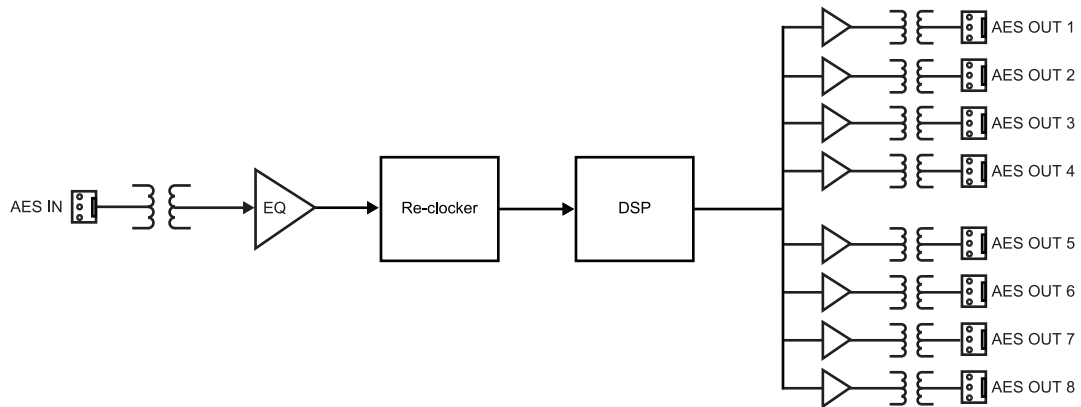 AES IN
EQ
Re-clocker
DSP
AES OUT 1
AES OUT 2
AES OUT 3
AES OUT 4
AES OUT 5
AES OUT 6
AES OUT 7
AES OUT 8